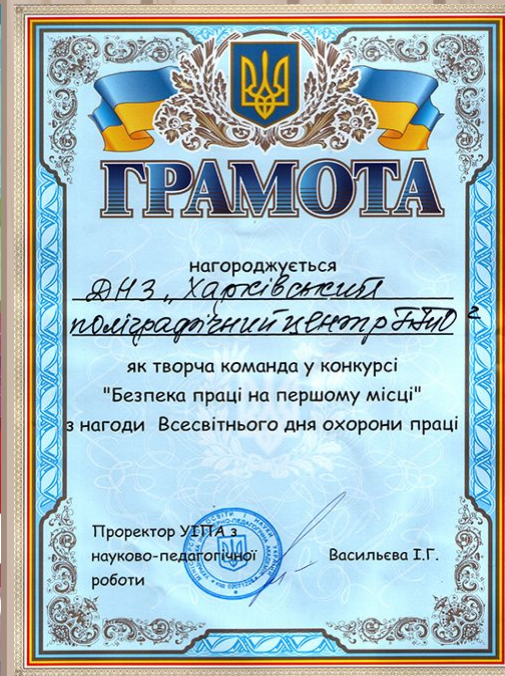 ГРАМОТА
нагороджується
ДНЗ „Харківський
поліграфічний центр ПТО"
як творча команда у конкурсі
"Безпека праці на першому місці"
з нагоди Всесвітнього дня охорони праці
Проректор УІПА з
науково-педагогічної
роботи
Васильєва І.Г.